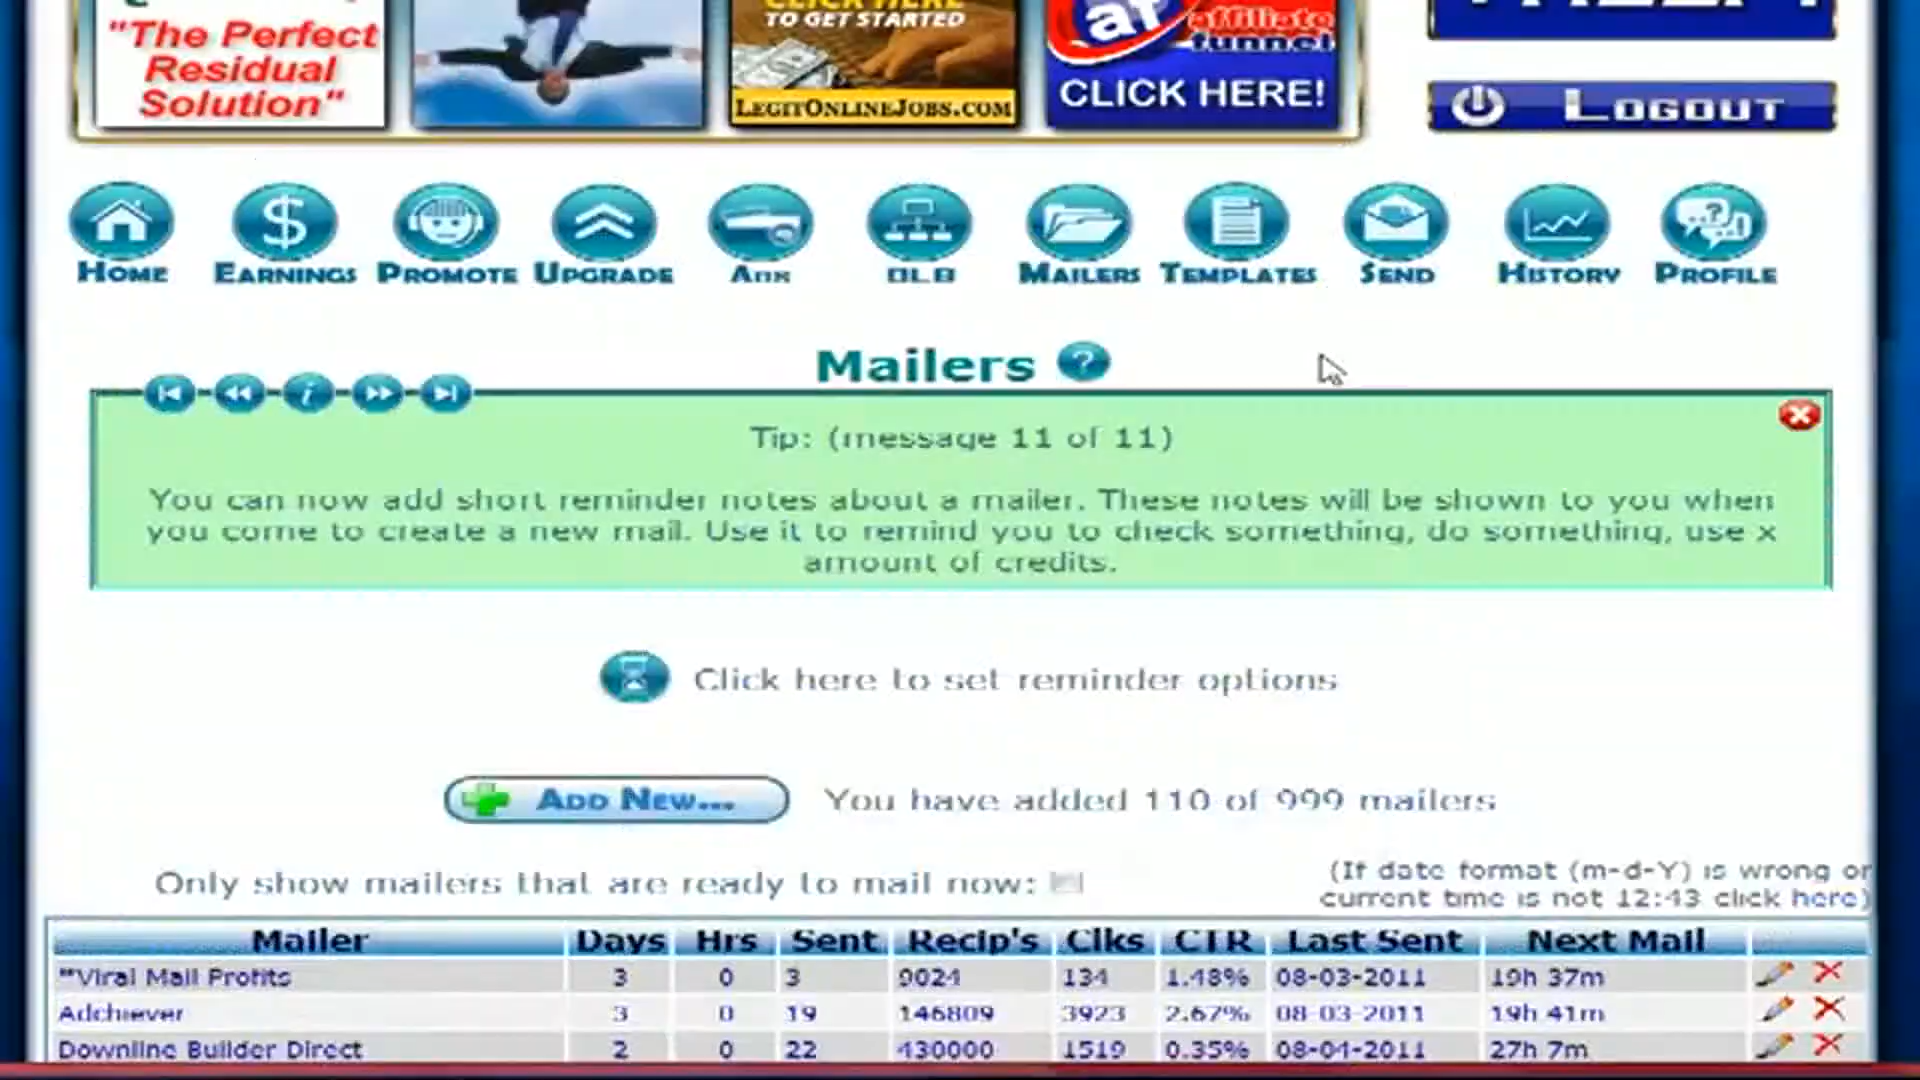 "The Perfect
Residual
Solution"
CLICK HERE
TO GET STARTED
LEGITONLINEJOBS.COM
af affiliate
funnel
CLICK HERE!
LOGOUT
HOME EARNINGS PROMOTE UPGRADE ADS DLB MAILERS TEMPLATES SEND HISTORY PROFILE
Mailers ?
Tip: (message 11 of 11)
You can now add short reminder notes about a mailer. These notes will be shown to you when
you come to create a new mail. Use it to remind you to check something, do something, use x
amount of credits.
Click here to set reminder options
ADD NEW... You have added 110 of 999 mailers
Only show mailers that are ready to mail now:
(If date format (m-d-Y) is wrong or
current time is not 12:43 click here)
Mailer Days Hrs Sent Recip's Clks CTR Last Sent Next Mail
Viral Mail Profits 3 0 3 9024 134 1.48% 08-03-2011 19h 37m
Adchiever 3 0 19 146809 3923 2.67% 08-03-2011 19h 41m
Downline Builder Direct 2 0 22 430000 1519 0.35% 08-04-2011 27h 7m